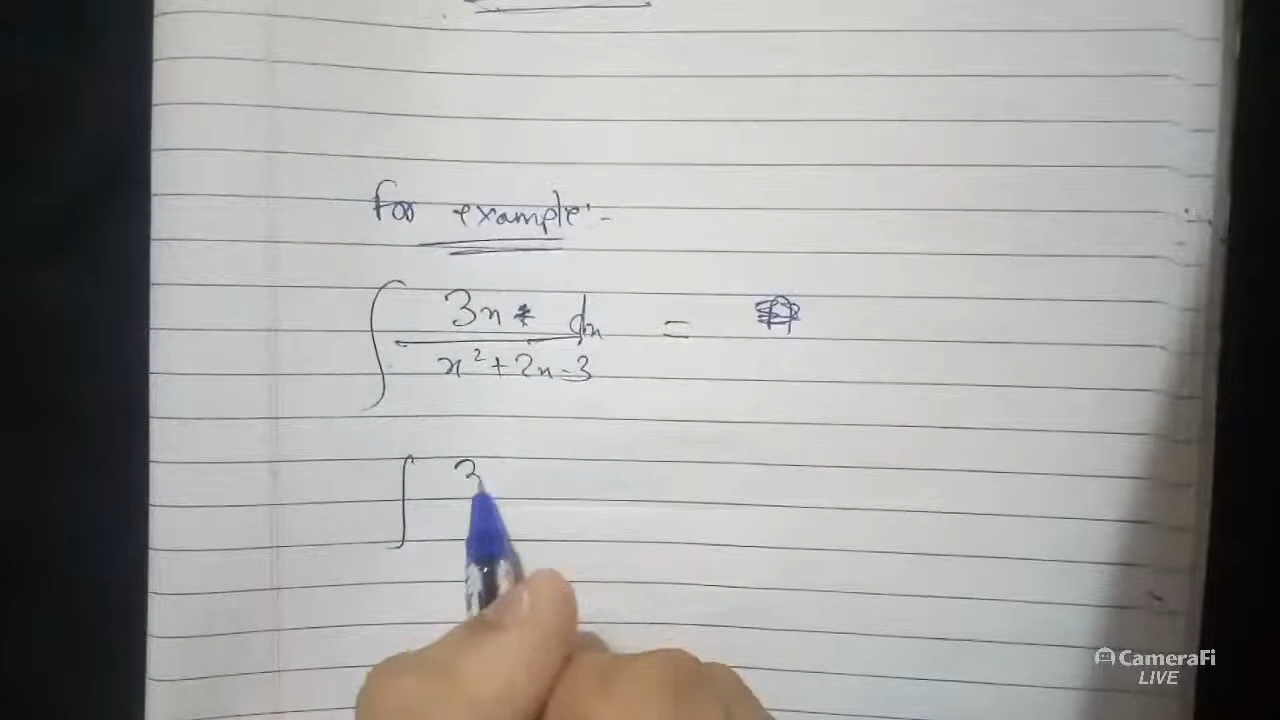 For example:-
∫ 3x dx / x² + 2x - 3 =
∫ 3
CameraFi
LIVE